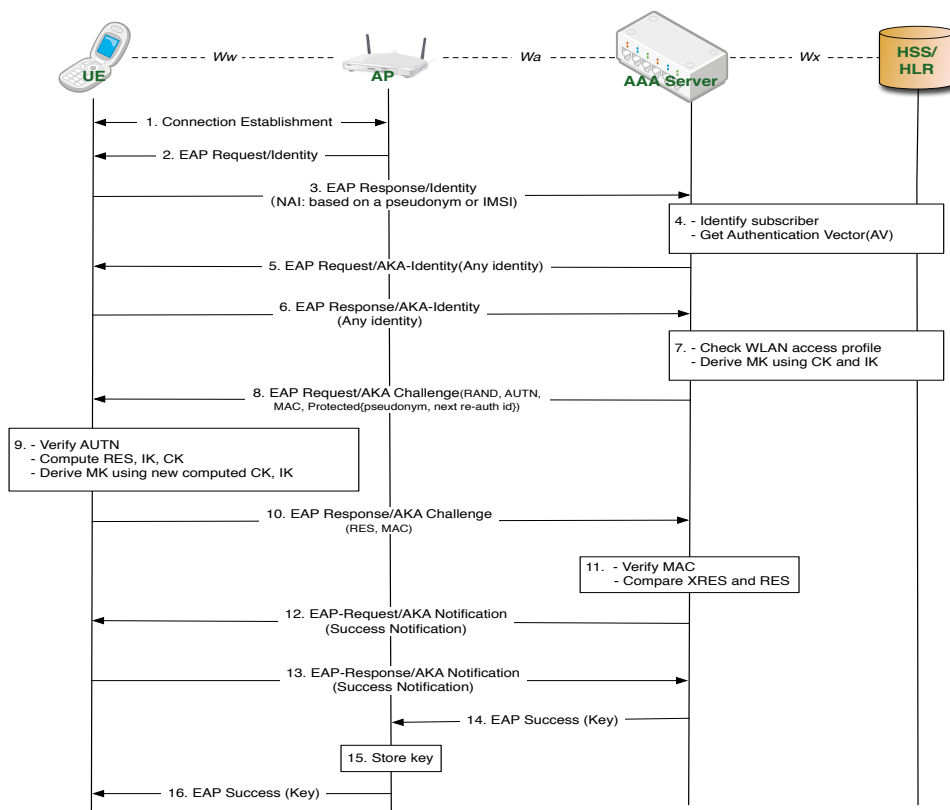 Ww
Wa
Wx
UE
AP
AAA Server
HSS/
HLR
1. Connection Establishment
2. EAP Request/Identity
3. EAP Response/Identity
(NAI: based on a pseudonym or IMSI)
4. - Identify subscriber
- Get Authentication Vector(AV)
5. EAP Request/AKA-Identity(Any identity)
6. EAP Response/AKA-Identity
(Any identity)
7. - Check WLAN access profile
- Derive MK using CK and IK
8. EAP Request/AKA Challenge(RAND, AUTN,
MAC, Protected{pseudonym, next re-auth id})
9. - Verify AUTN
- Compute RES, IK, CK
- Derive MK using new computed CK, IK
10. EAP Response/AKA Challenge
(RES, MAC)
11. - Verify MAC
- Compare XRES and RES
12. EAP-Request/AKA Notification
(Success Notification)
13. EAP-Response/AKA Notification
(Success Notification)
14. EAP Success (Key)
15. Store key
16. EAP Success (Key)